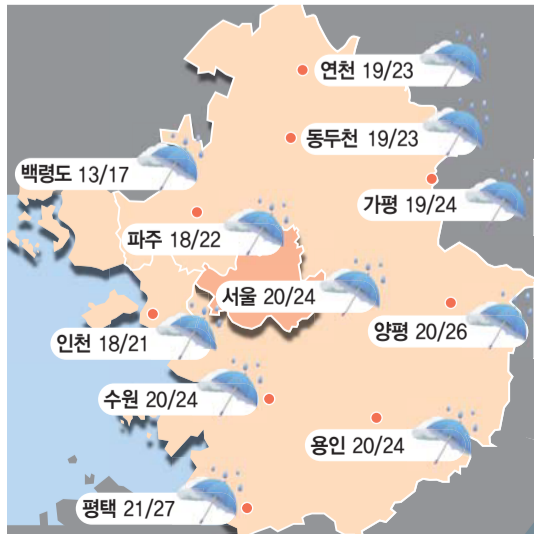 연천 19/23
동두천 19/23
백령도 13/17
가평 19/24
파주 18/22
서울 20/24
양평 20/26
인천 18/21
수원 20/24
용인 20/24
평택 21/27